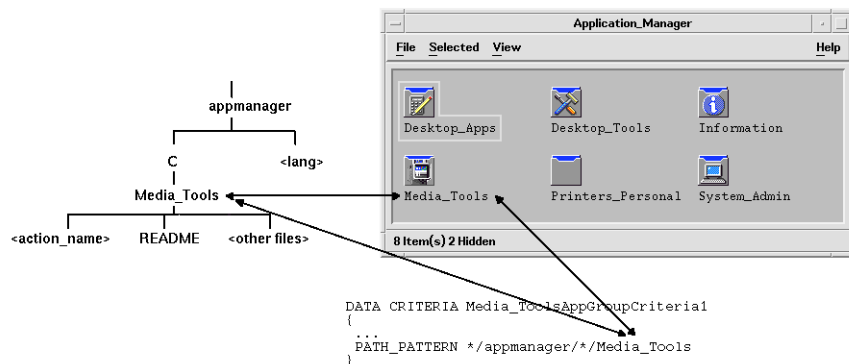 Application_Manager
File Selected View Help
Desktop_Apps Desktop_Tools Information
Media_Tools Printers_Personal System_Admin
8 Item(s) 2 Hidden
appmanager
C <lang>
Media_Tools
<action_name> README <other files>
DATA CRITERIA Media_ToolsAppGroupCriteria1
{
...
PATH_PATTERN */appmanager/*/Media_Tools
}